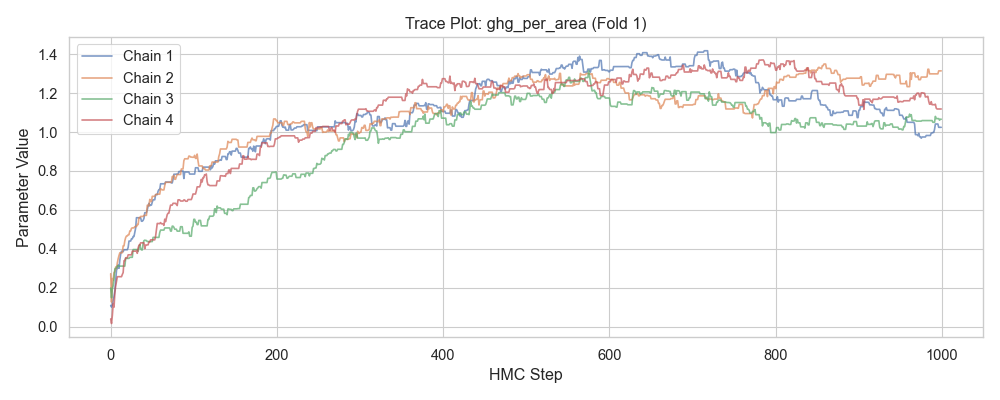 Trace Plot: ghg_per_area (Fold 1)
Chain 1
Chain 2
Chain 3
Chain 4
Parameter Value
1.4
1.2
1.0
0.8
0.6
0.4
0.2
0.0
0 200 400 600 800 1000
HMC Step